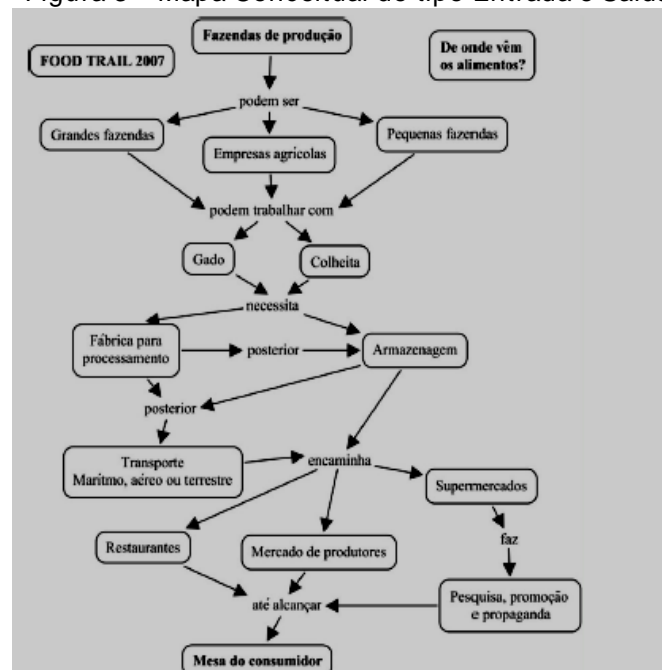 Figura 8 – Mapa Conceitual do tipo Entrada e Saída
Fazendas de produção
FOOD TRAIL 2007
De onde vêm
os alimentos?
podem ser
Grandes fazendas
Empresas agrícolas
Pequenas fazendas
podem trabalhar com
Gado
Colheita
necessita
Fábrica para
processamento
posterior
Armazenagem
posterior
Transporte
Marítmo, aéreo ou terrestre
encaminha
Supermercados
Restaurantes
Mercado de produtores
faz
até alcançar
Pesquisa, promoção
e propaganda
Mesa do consumidor